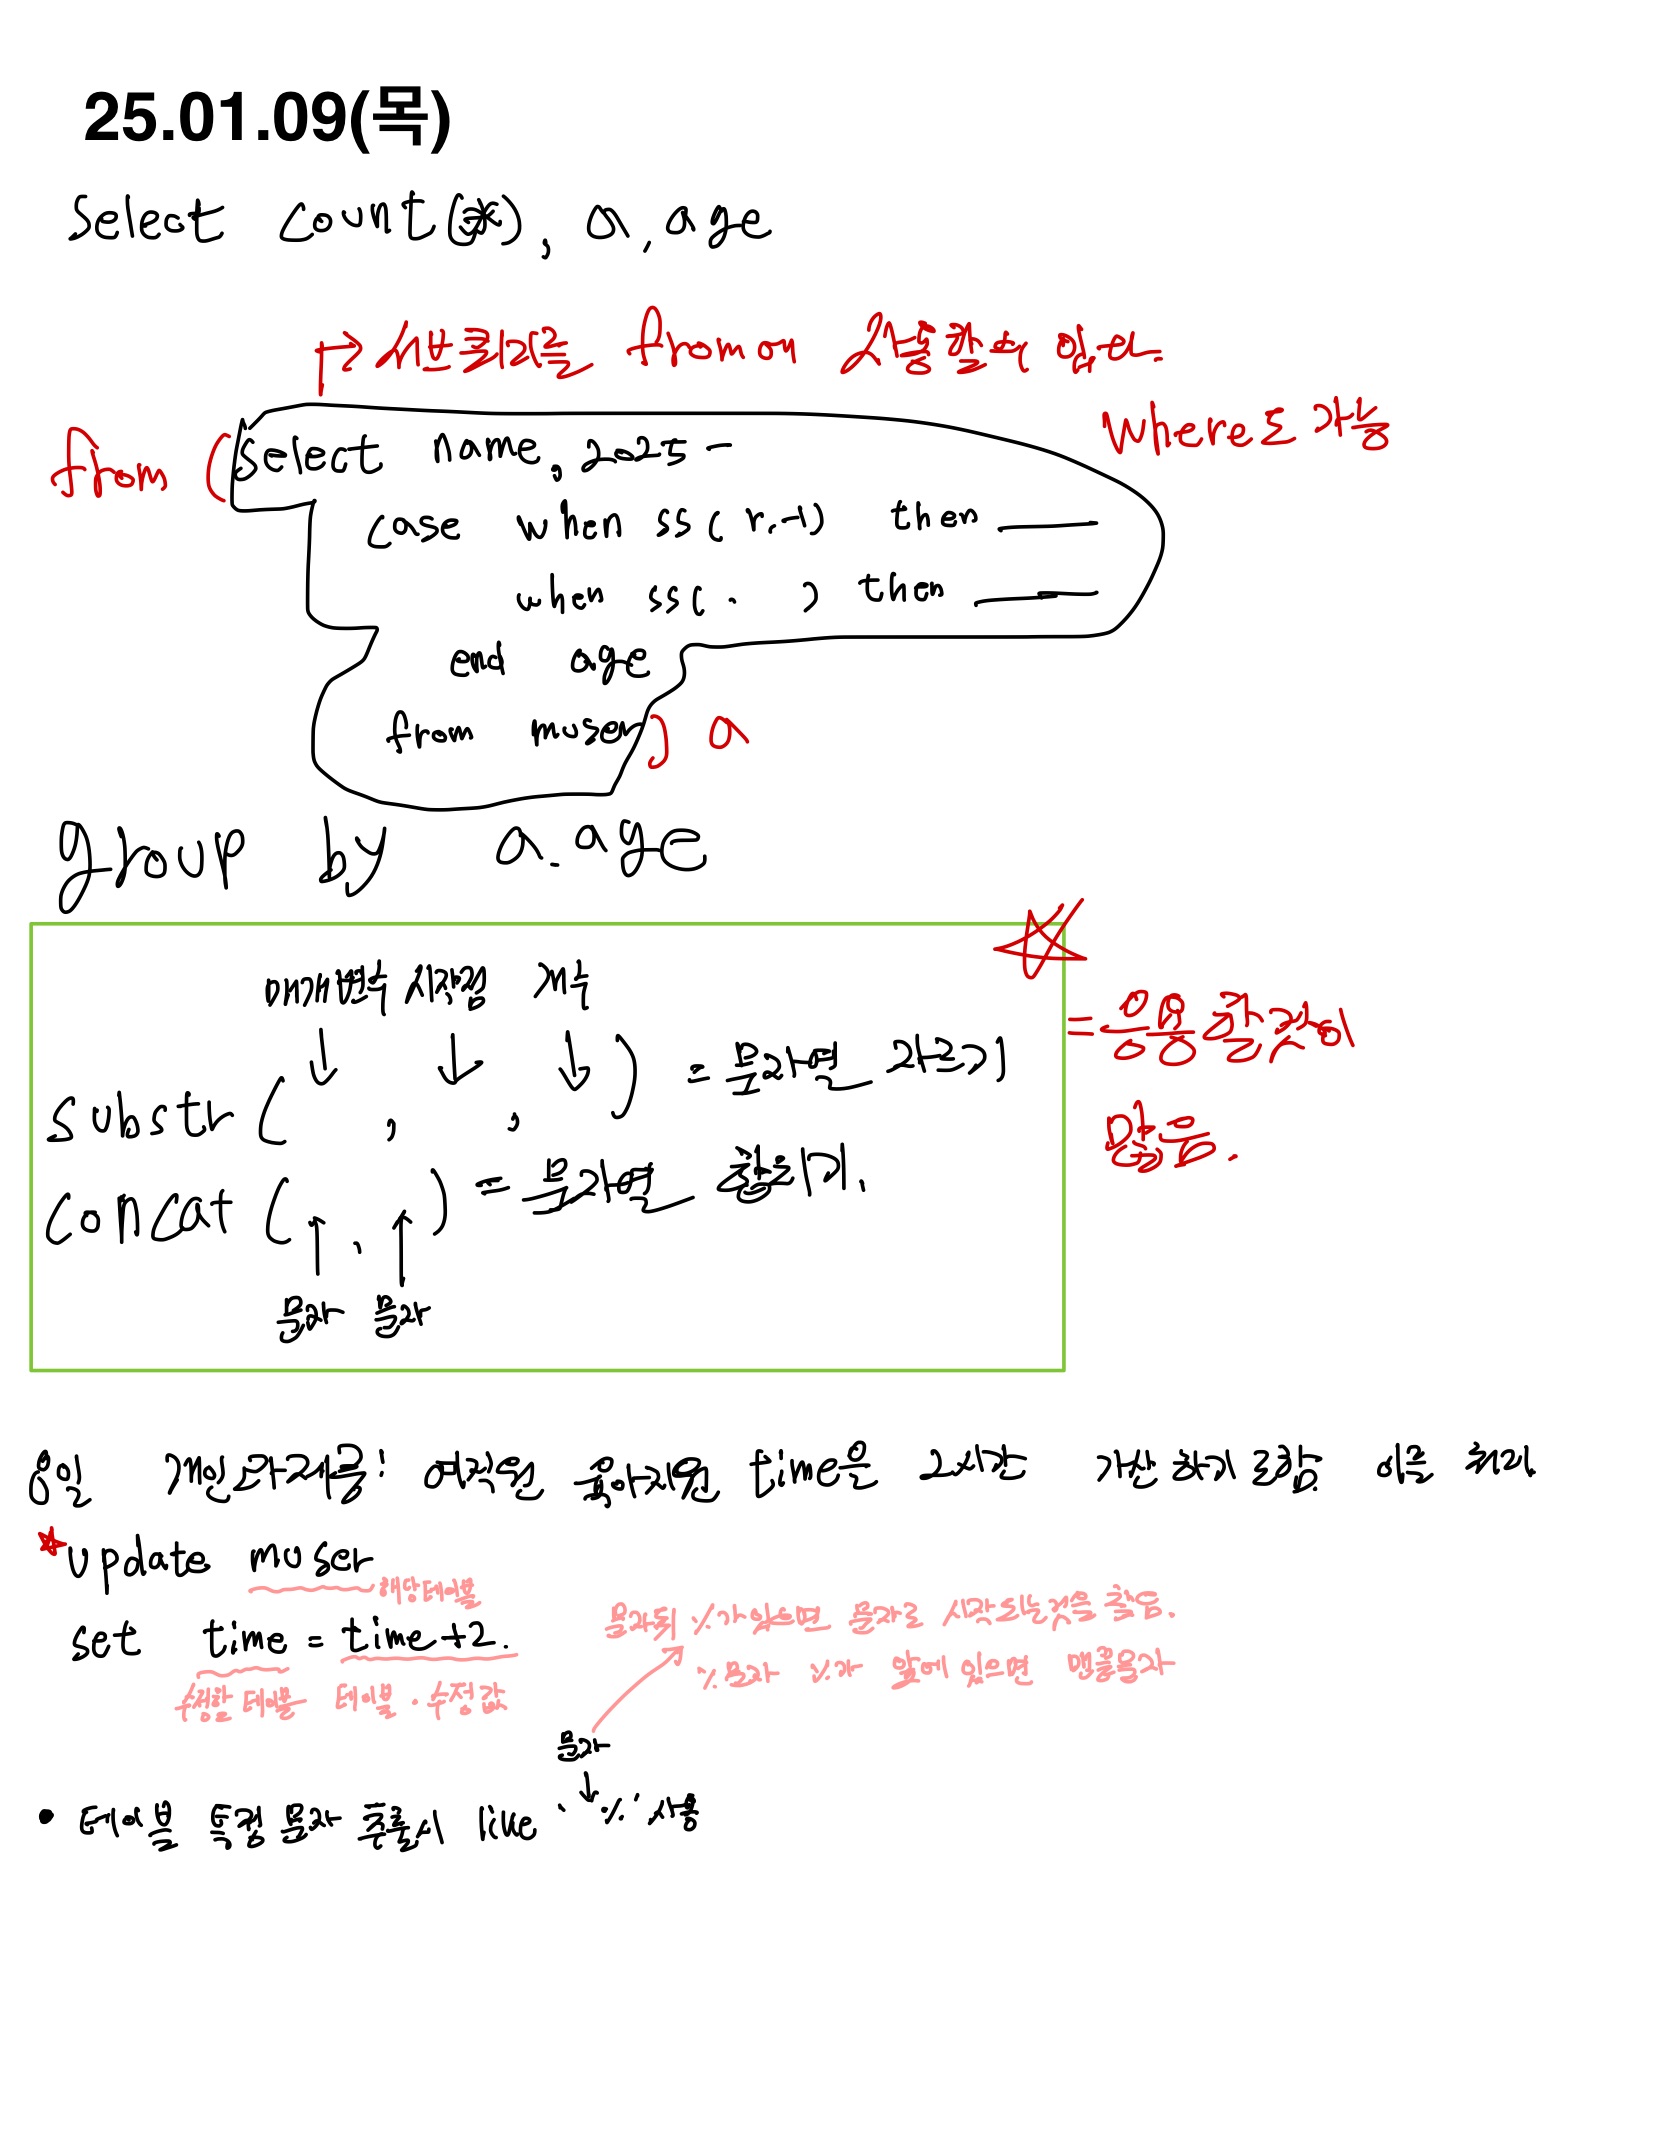 25.01.09(목)
Select count(*), a, age
→ 서브쿼리를 from on 사용할 수 있다
where도 가능
from (select name, 2025 -
case when ss(r,-1) then ___
when ss( . ) then ___
end age
from muser) a
group by a.age
매개변수 시작점 개수
substr( , , ) = 문자열 자르기
= 응용할것이
많음.
concat( , ) = 문자열 합치기.
문자 문자
8일 개인과제중! 여직원 육아지원 time은 2시간 가산하기로함. 이를 처리
*update muser
해당테이블
set time = time+2.
수정할 테이블 테이블 · 수정값
문자뒤 %가있으면 문자로 시작되는것을 찾음.
%문자 %가 앞에 있으면 맨끝문자
문자
• 테이블 특정 문자 추출시 like ' %' 사용